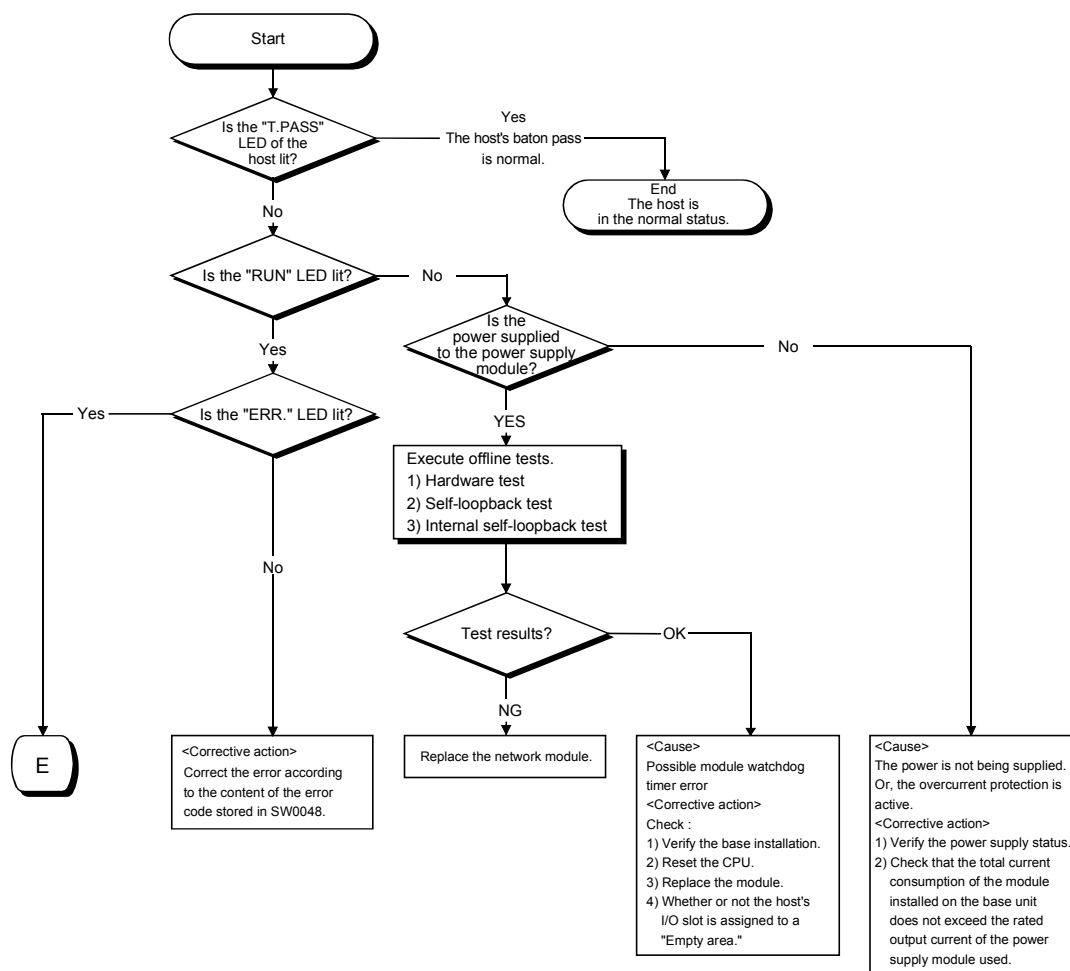 Start
Is the "T.PASS"
LED of the
host lit?
Yes
The host's baton pass
is normal.
End
The host is
in the normal status.
No
Is the "RUN" LED lit?
No
Is the
power supplied
to the power supply
module?
No
Yes
Is the "ERR." LED lit?
Yes
YES
Execute offline tests.
1) Hardware test
2) Self-loopback test
3) Internal self-loopback test
No
Test results?
OK
NG
E
<Corrective action>
Correct the error according
to the content of the error
code stored in SW0048.
Replace the network module.
<Cause>
Possible module watchdog
timer error
<Corrective action>
Check :
1) Verify the base installation.
2) Reset the CPU.
3) Replace the module.
4) Whether or not the host's
I/O slot is assigned to a
"Empty area."
<Cause>
The power is not being supplied.
Or, the overcurrent protection is
active.
<Corrective action>
1) Verify the power supply status.
2) Check that the total current
consumption of the module
installed on the base unit
does not exceed the rated
output current of the power
supply module used.